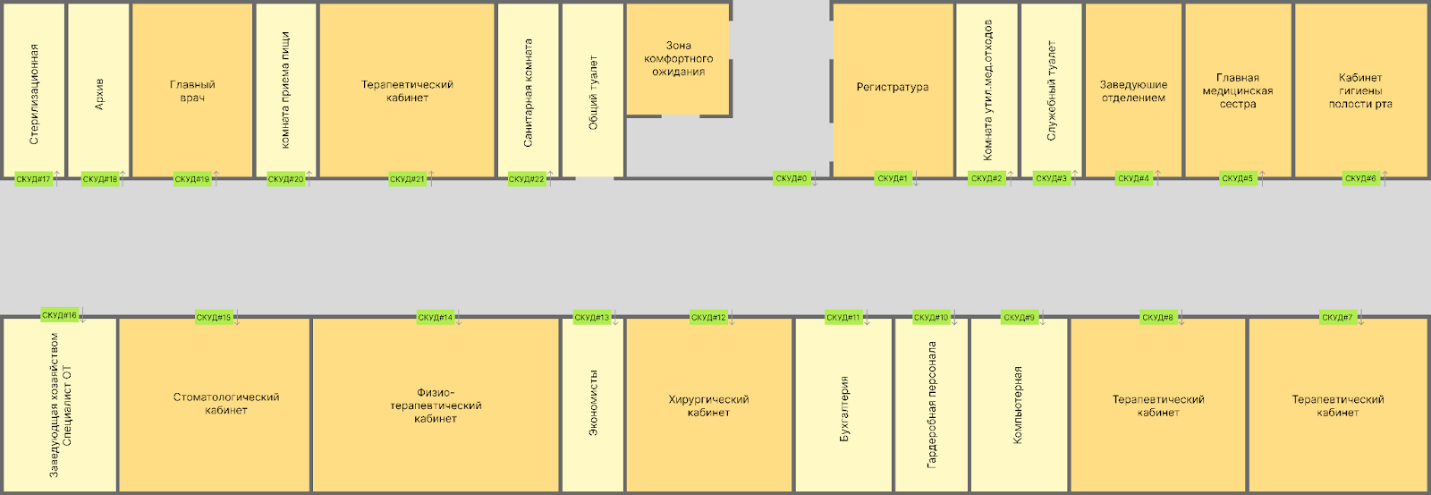 Стерилизационная
Архив
Главный
врач
комната приема пищи
Терапевтический
кабинет
Санитарная комната
Общий туалет
Зона
комфортного
ожидания
Регистратура
Комната утил.мед.отходов
Служебный туалет
Заведуюшие
отделением
Главная
медицинская
сестра
Кабинет
гигиены
полости рта
СКУД#17
СКУД#18
СКУД#19
СКУД#20
СКУД#21
СКУД#22
СКУД#0
СКУД#1
СКУД#2
СКУД#3
СКУД#4
СКУД#5
СКУД#6
СКУД#16
СКУД#15
СКУД#14
СКУД#13
СКУД#12
СКУД#11
СКУД#10
СКУД#9
СКУД#8
СКУД#7
Заведующая хозаяйством
Специалист ОТ
Стоматологический
кабинет
Физио-
терапевтический
кабинет
Экономисты
Хирургический
кабинет
Бухгалтерия
Гардеробная персонала
Компьютерная
Терапевтический
кабинет
Терапевтический
кабинет